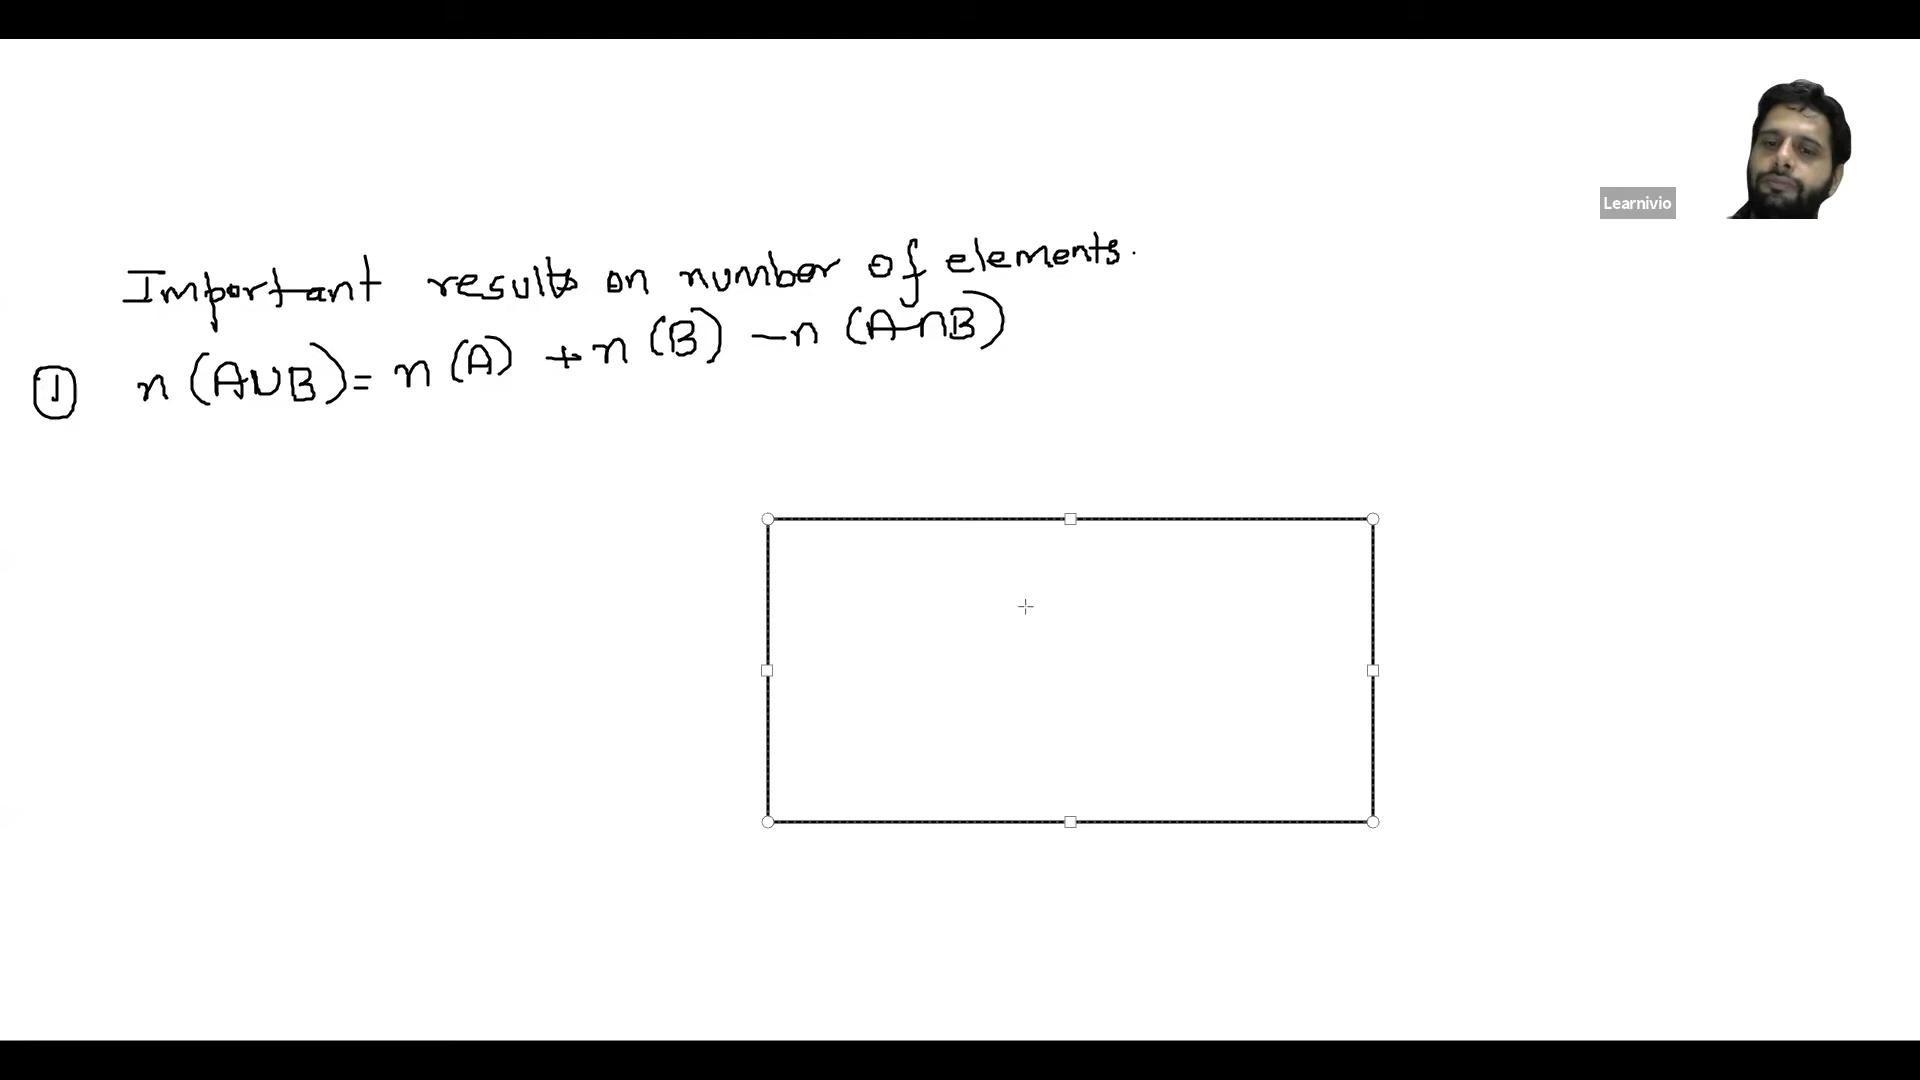 Learnivio
Important results on number of elements.
① n (A∪B) = n (A) + n (B) - n (A∩B)